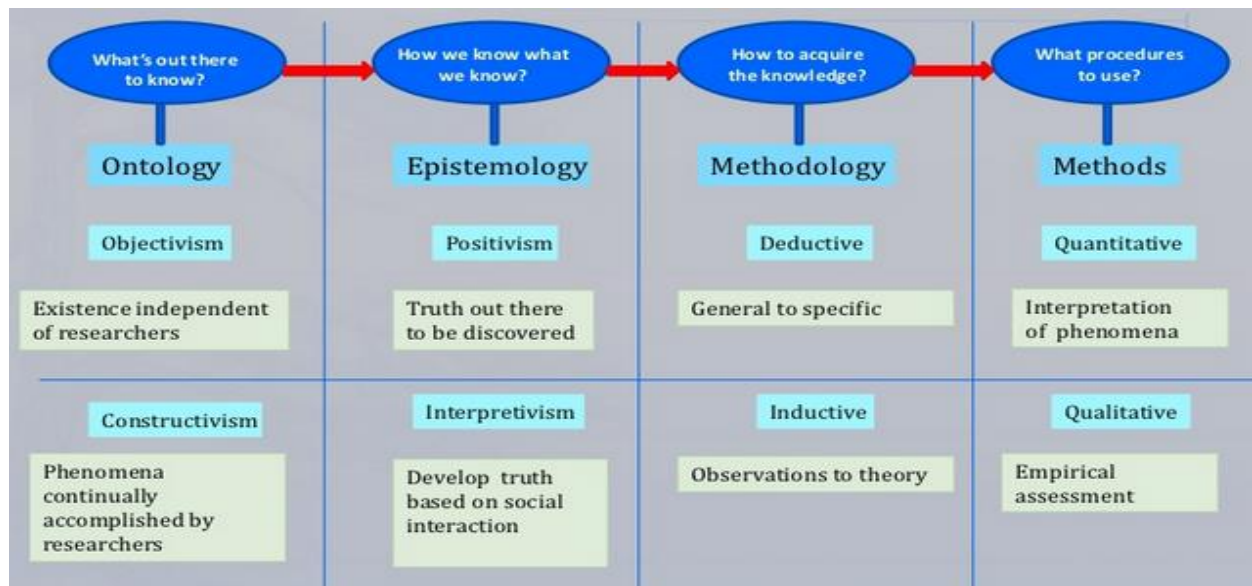 What's out there
to know?
How we know what
we know?
How to acquire
the knowledge?
What procedures
to use?
Ontology
Epistemology
Methodology
Methods
Objectivism
Positivism
Deductive
Quantitative
Existence independent
of researchers
Truth out there
to be discovered
General to specific
Interpretation
of phenomena
Constructivism
Interpretivism
Inductive
Qualitative
Phenomena
continually
accomplished by
researchers
Develop truth
based on social
interaction
Observations to theory
Empirical
assessment